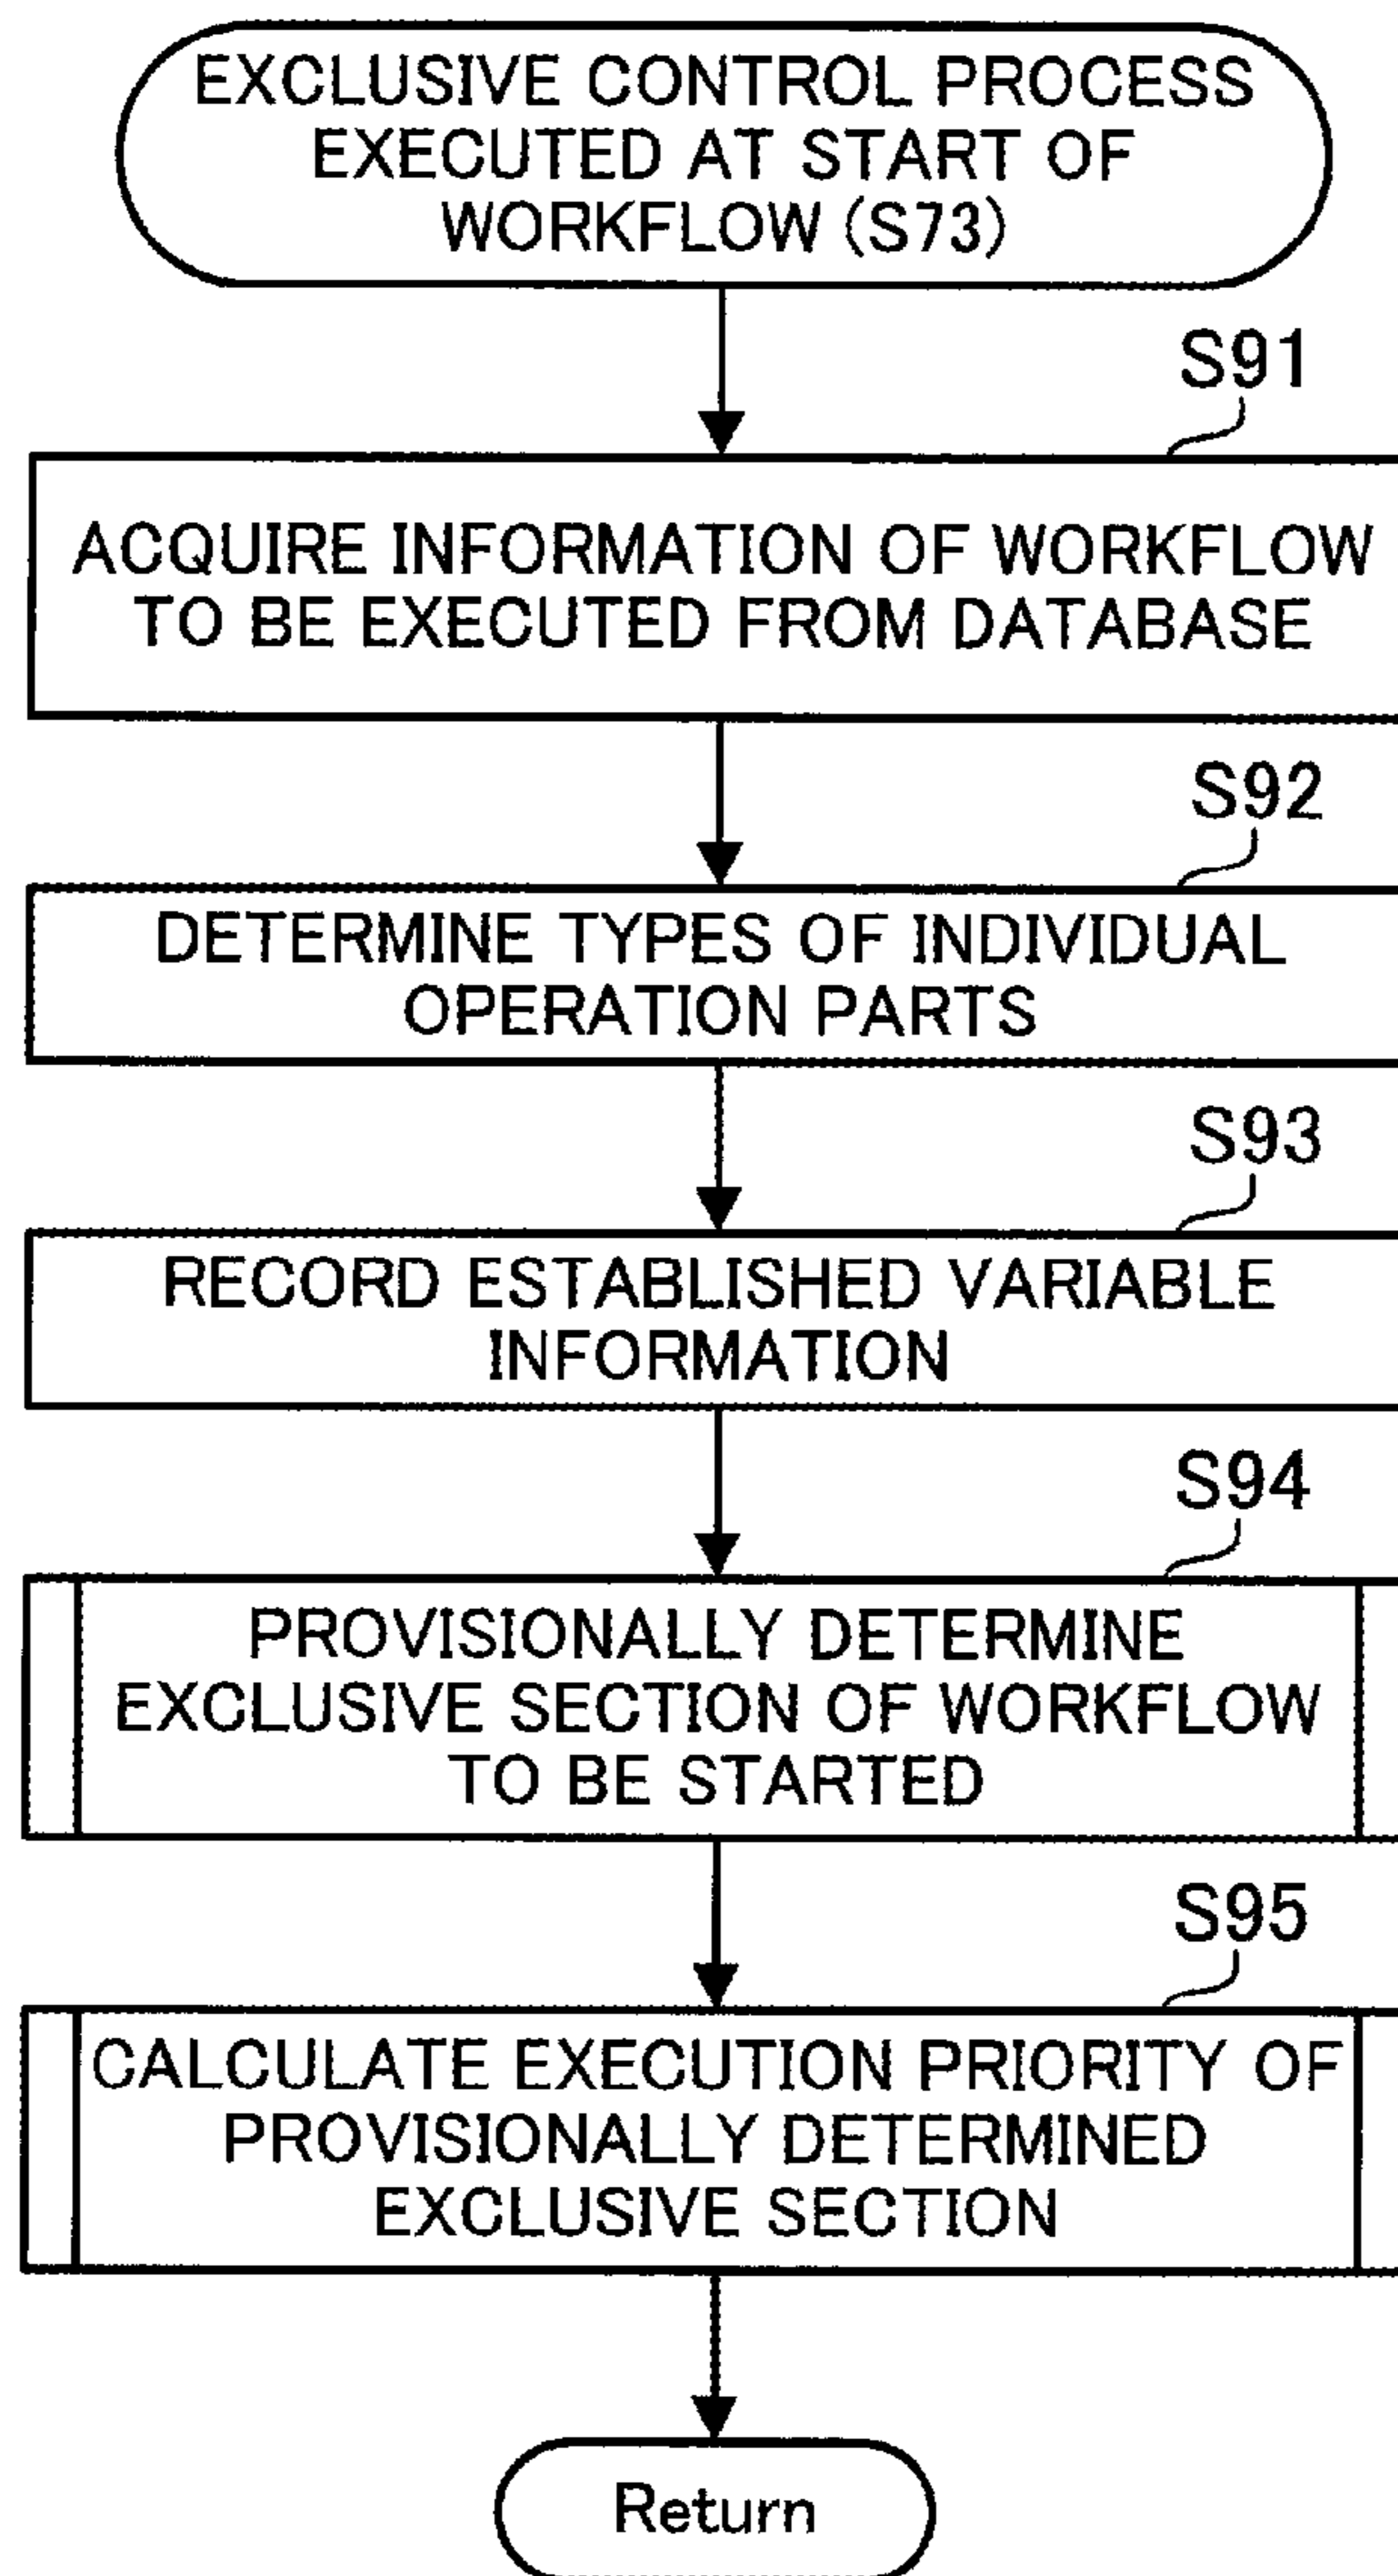 EXCLUSIVE CONTROL PROCESS
EXECUTED AT START OF
WORKFLOW (S73)
S91
ACQUIRE INFORMATION OF WORKFLOW
TO BE EXECUTED FROM DATABASE
S92
DETERMINE TYPES OF INDIVIDUAL
OPERATION PARTS
S93
RECORD ESTABLISHED VARIABLE
INFORMATION
S94
PROVISIONALLY DETERMINE
EXCLUSIVE SECTION OF WORKFLOW
TO BE STARTED
S95
CALCULATE EXECUTION PRIORITY OF
PROVISIONALLY DETERMINED
EXCLUSIVE SECTION
Return